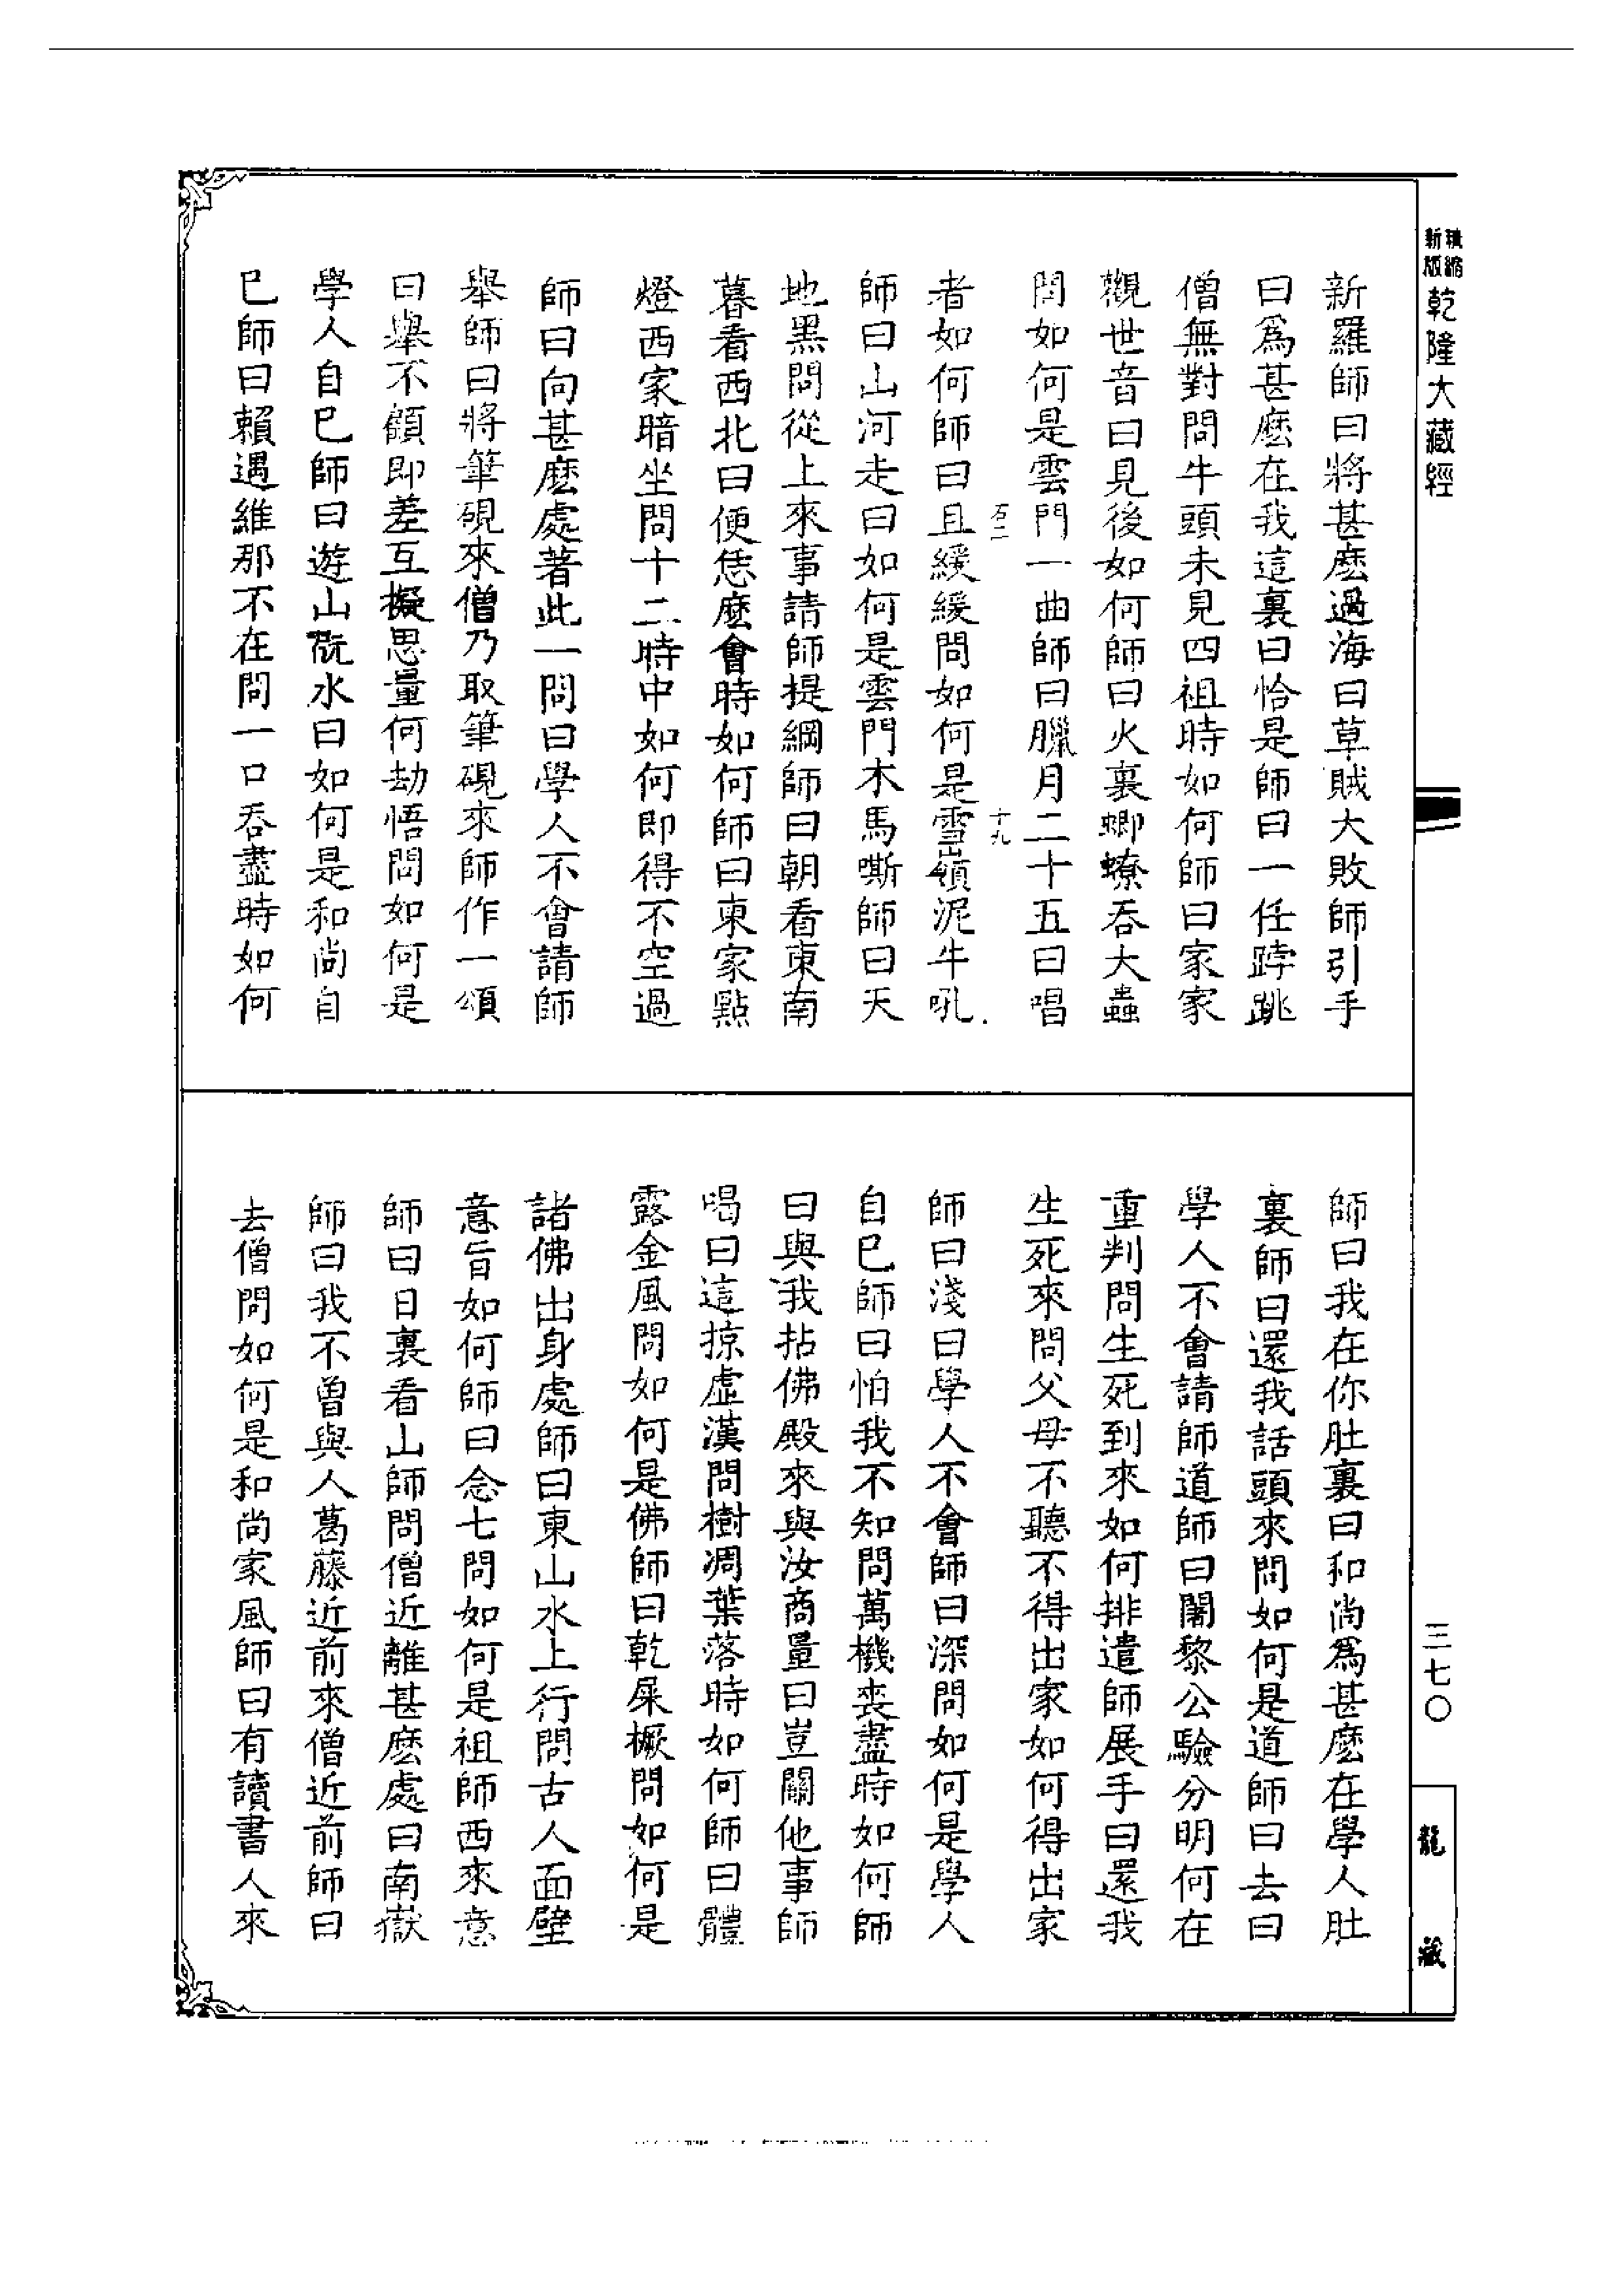 精縮新版乾隆大藏經
新羅師曰將甚麽過海曰草賊大敗師引手
曰爲甚麽在我這裏曰恰是師曰一任𨁝跳
僧無對問牛頭未見四祖時如何師曰家家
觀世音曰見後如何師曰火裏蝍蟟吞大蟲
問如何是雲門一曲師曰臘月二十五曰唱
石二
十九
者如何師曰且緩緩問如何是雪嶺泥牛吼
師曰山河走曰如何是雲門木馬嘶師曰天
地黑問從上來事請師提綱師曰朝看東南
暮看西北曰便恁麽會時如何師曰東家點
燈西家暗坐問十二時中如何即得不空過
師曰向甚麽處著此一問曰學人不會請師
舉師曰將筆硯來僧乃取筆硯來師作一頌
曰舉不顧即差互擬思量何劫悟問如何是
學人自巳師曰遊山翫水曰如何是和尚自
巳師曰賴遇維那不在問一口吞盡時如何
師曰我在你肚裏曰和尚爲甚麽在學人肚
裏師曰還我話頭來問如何是道師曰去曰
學人不會請師道師曰闍黎公驗分明何在
重判問生死到來如何排遣師展手曰還我
生死來問父母不聽不得出家如何得出家
師曰淺曰學人不會師曰深問如何是學人
自巳師曰怕我不知問萬機喪盡時如何師
曰與我拈佛殿來與汝商量曰豈關他事師
喝曰這掠虛漢問樹凋葉落時如何師曰體
露金風問如何是佛師曰乾屎橛問如何是
諸佛出身處師曰東山水上行問古人面壁
意旨如何師曰念七問如何是祖師西來意
師曰日裏看山師問僧近離甚麽處曰南嶽
師曰我不曾與人葛藤近前來僧近前師曰
去僧問如何是和尚家風師曰有讀書人來
三七〇
龍藏